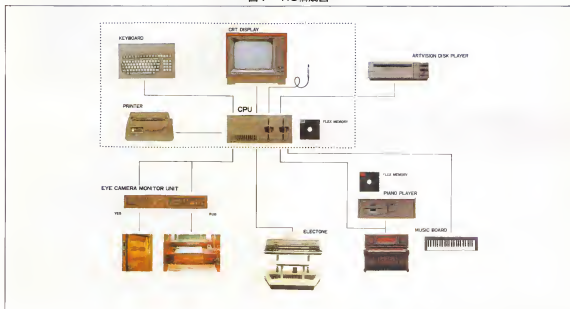 KEYBOARD
CRT DISPLAY
ARTVISION DISK PLAYER
PRINTER
CPU
FLEX MEMORY
FLEX MEMORY
PIANO PLAYER
EYE CAMERA MONITOR UNIT
YES
ELECTONE
MUSIC BOARD